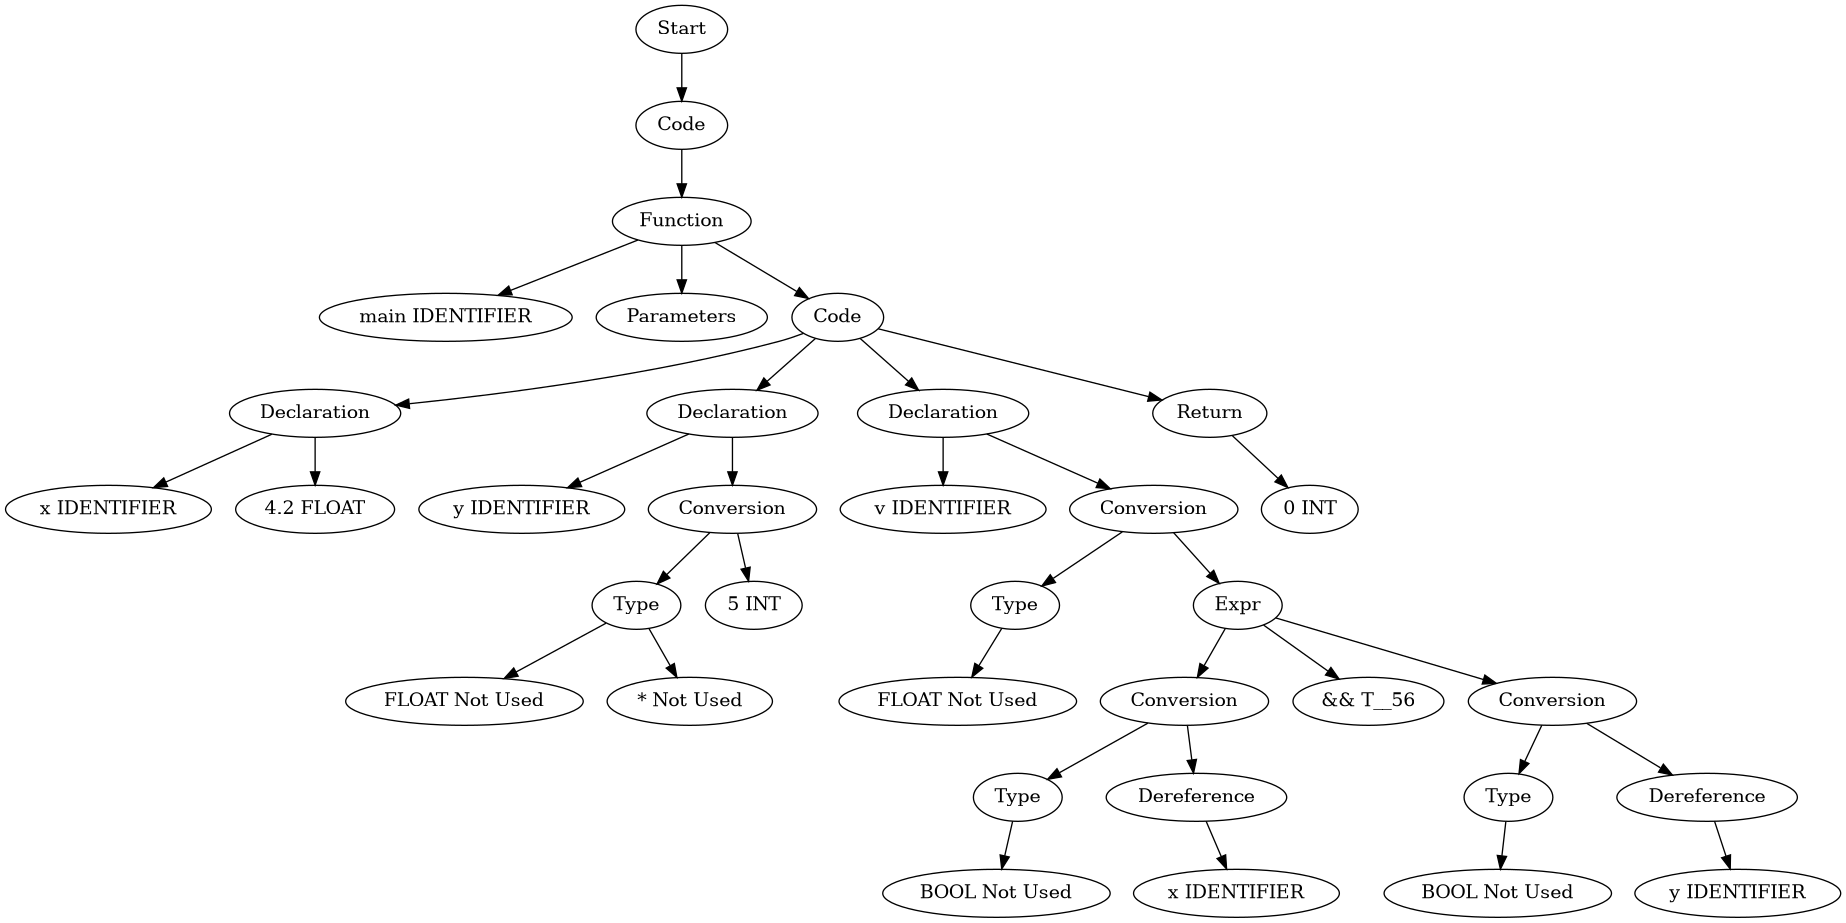 Start
Code
Function
main IDENTIFIER
Parameters
Code
Declaration
Declaration
Declaration
Return
x IDENTIFIER
4.2 FLOAT
y IDENTIFIER
Conversion
v IDENTIFIER
Conversion
0 INT
Type
5 INT
Type
Expr
FLOAT Not Used
* Not Used
FLOAT Not Used
Conversion
&& T__56
Conversion
Type
Dereference
Type
Dereference
BOOL Not Used
x IDENTIFIER
BOOL Not Used
y IDENTIFIER